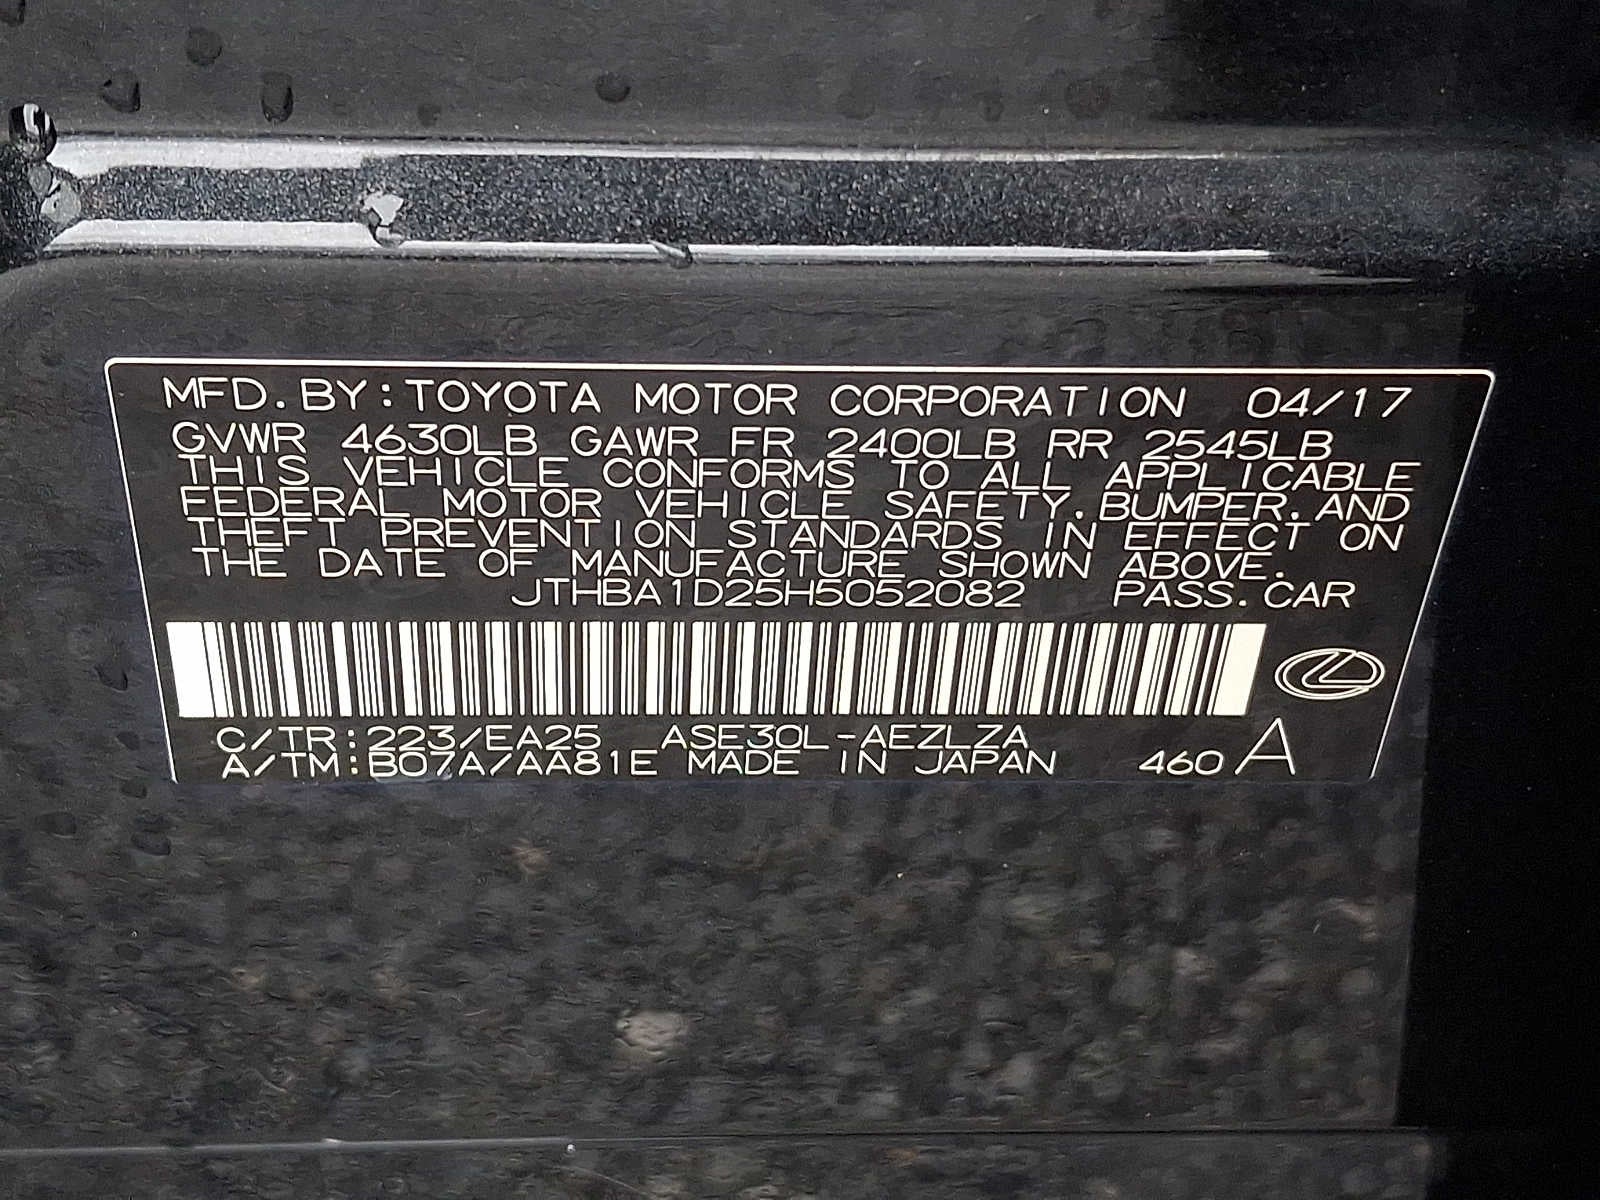 MFD. BY: TOYOTA MOTOR CORPORATION 04/17
GVWR 4630LB GAWR FR 2400LB RR 2545LB
THIS VEHICLE CONFORMS TO ALL APPLICABLE
FEDERAL MOTOR VEHICLE SAFETY, BUMPER, AND
THEFT PREVENTION STANDARDS IN EFFECT ON
THE DATE OF MANUFACTURE SHOWN ABOVE.
JTHBA1D25H5052082 PASS. CAR
C/TR: 223/EA25 ASE30L-AEZLZA
A/TM: B07A/AA81E MADE IN JAPAN 460 A